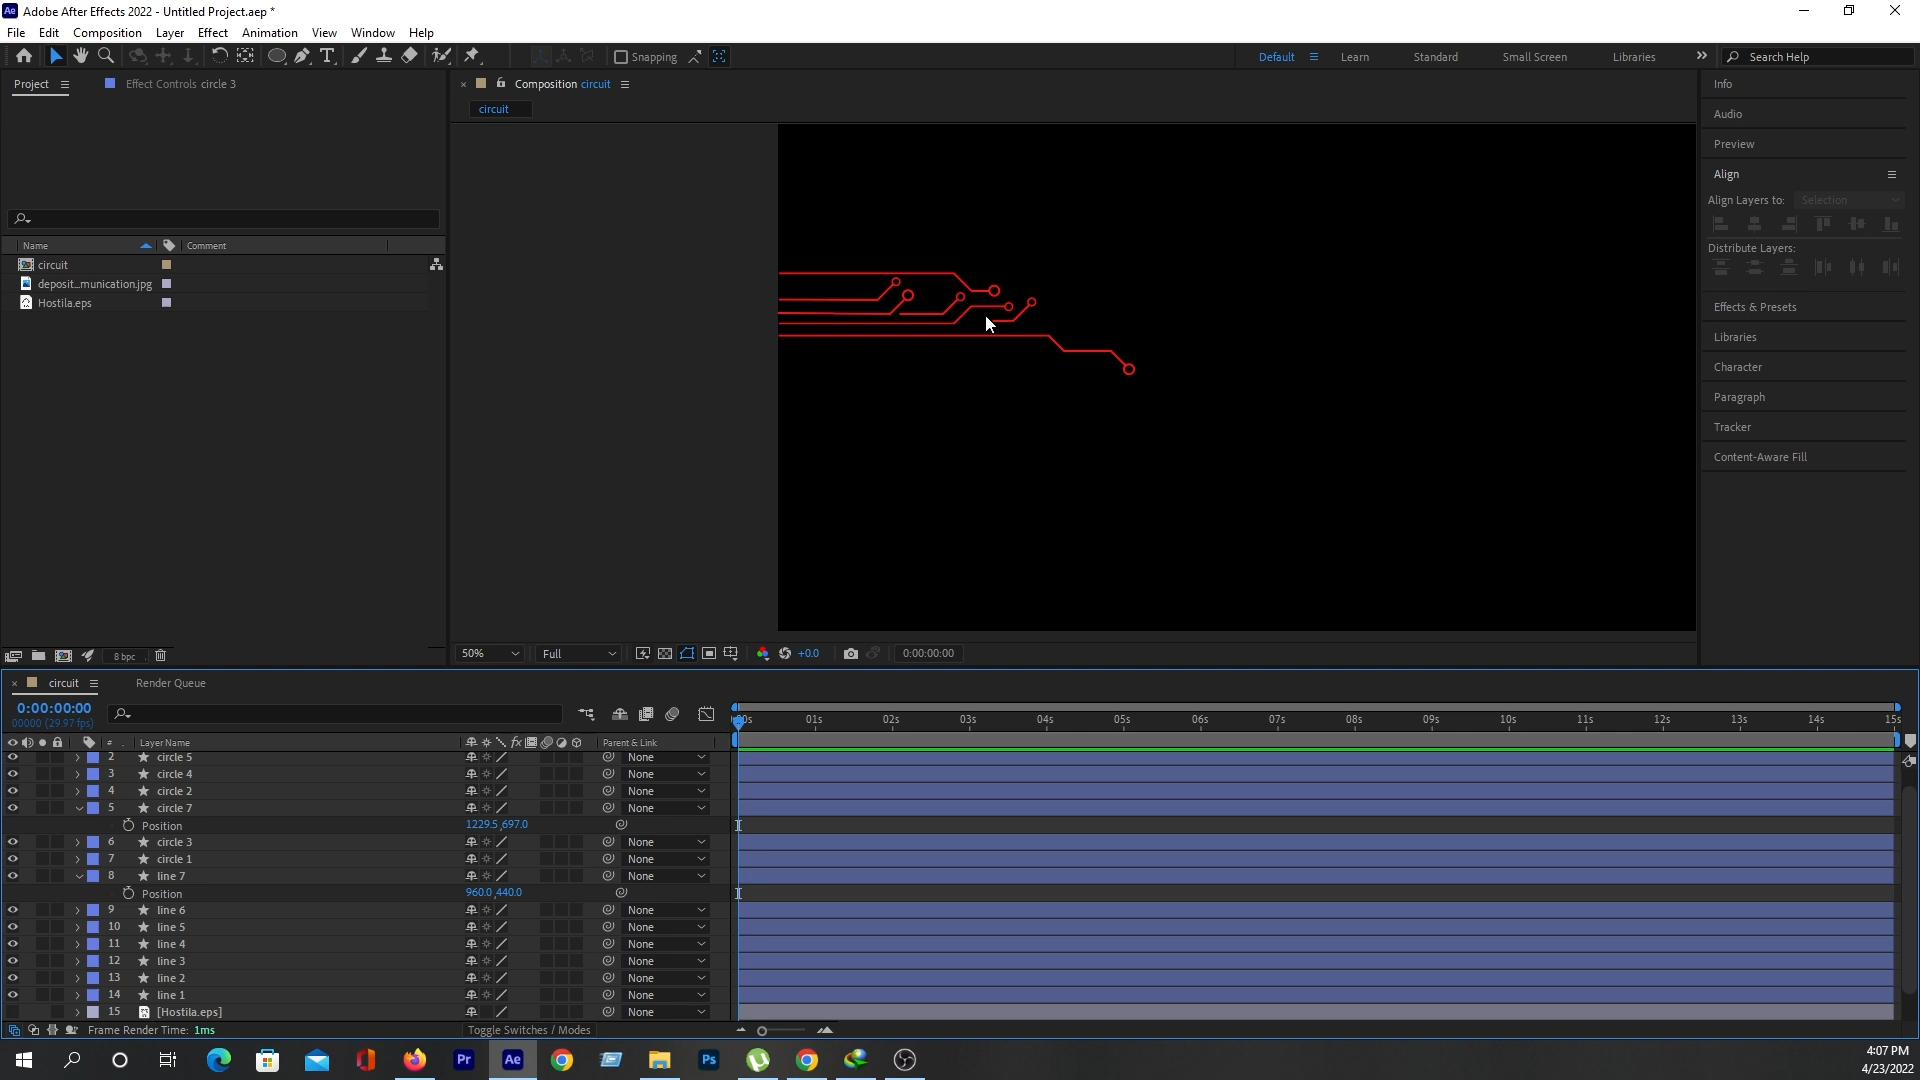 Adobe After Effects 2022 - Untitled Project.aep *
File Edit Composition Layer Effect Animation View Window Help
Snapping
Default Learn Standard Small Screen Libraries Search Help
Project Effect Controls circle 3
Composition circuit
circuit
Name Comment
circuit
deposit...munication.jpg
Hostila.eps
8 bpc
50% Full +0.0 0:00:00:00
Info
Audio
Preview
Align
Align Layers to: Selection
Distribute Layers:
Effects & Presets
Libraries
Character
Paragraph
Tracker
Content-Aware Fill
circuit Render Queue
0:00:00:00
00000 (29.97 fps)
00s 01s 02s 03s 04s 05s 06s 07s 08s 09s 10s 11s 12s 13s 14s 15s
# Layer Name fx Parent & Link
2 circle 5 None
3 circle 4 None
4 circle 2 None
5 circle 7 None
Position 1229.5,697.0
6 circle 3 None
7 circle 1 None
8 line 7 None
Position 960.0,440.0
9 line 6 None
10 line 5 None
11 line 4 None
12 line 3 None
13 line 2 None
14 line 1 None
15 [Hostila.eps] None
Frame Render Time: 1ms Toggle Switches / Modes
Pr Ae Ps
4:07 PM
4/23/2022